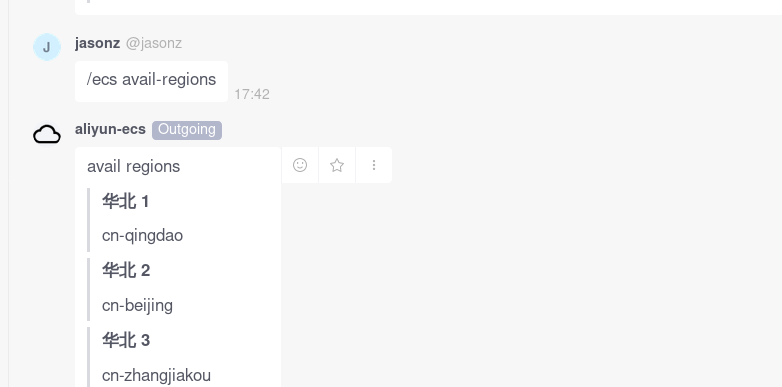 J
jasonz @jasonz
/ecs avail-regions
17:42
aliyun-ecs Outgoing
avail regions
华北 1
cn-qingdao
华北 2
cn-beijing
华北 3
cn-zhangjiakou